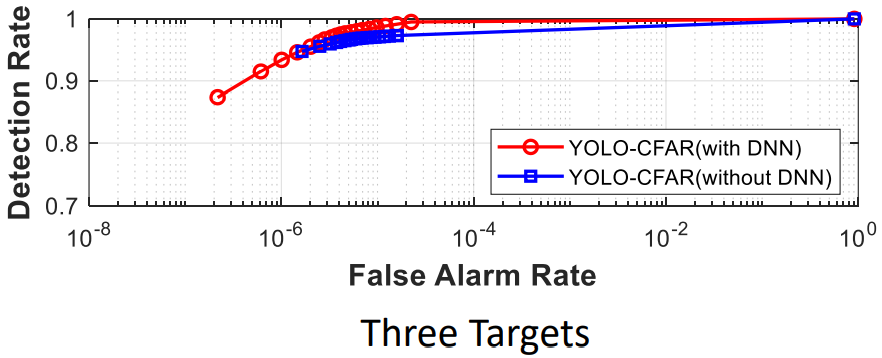 Detection Rate
1
0.9
0.8
0.7
10^-8
10^-6
10^-4
10^-2
10^0
YOLO-CFAR(with DNN)
YOLO-CFAR(without DNN)
False Alarm Rate
Three Targets